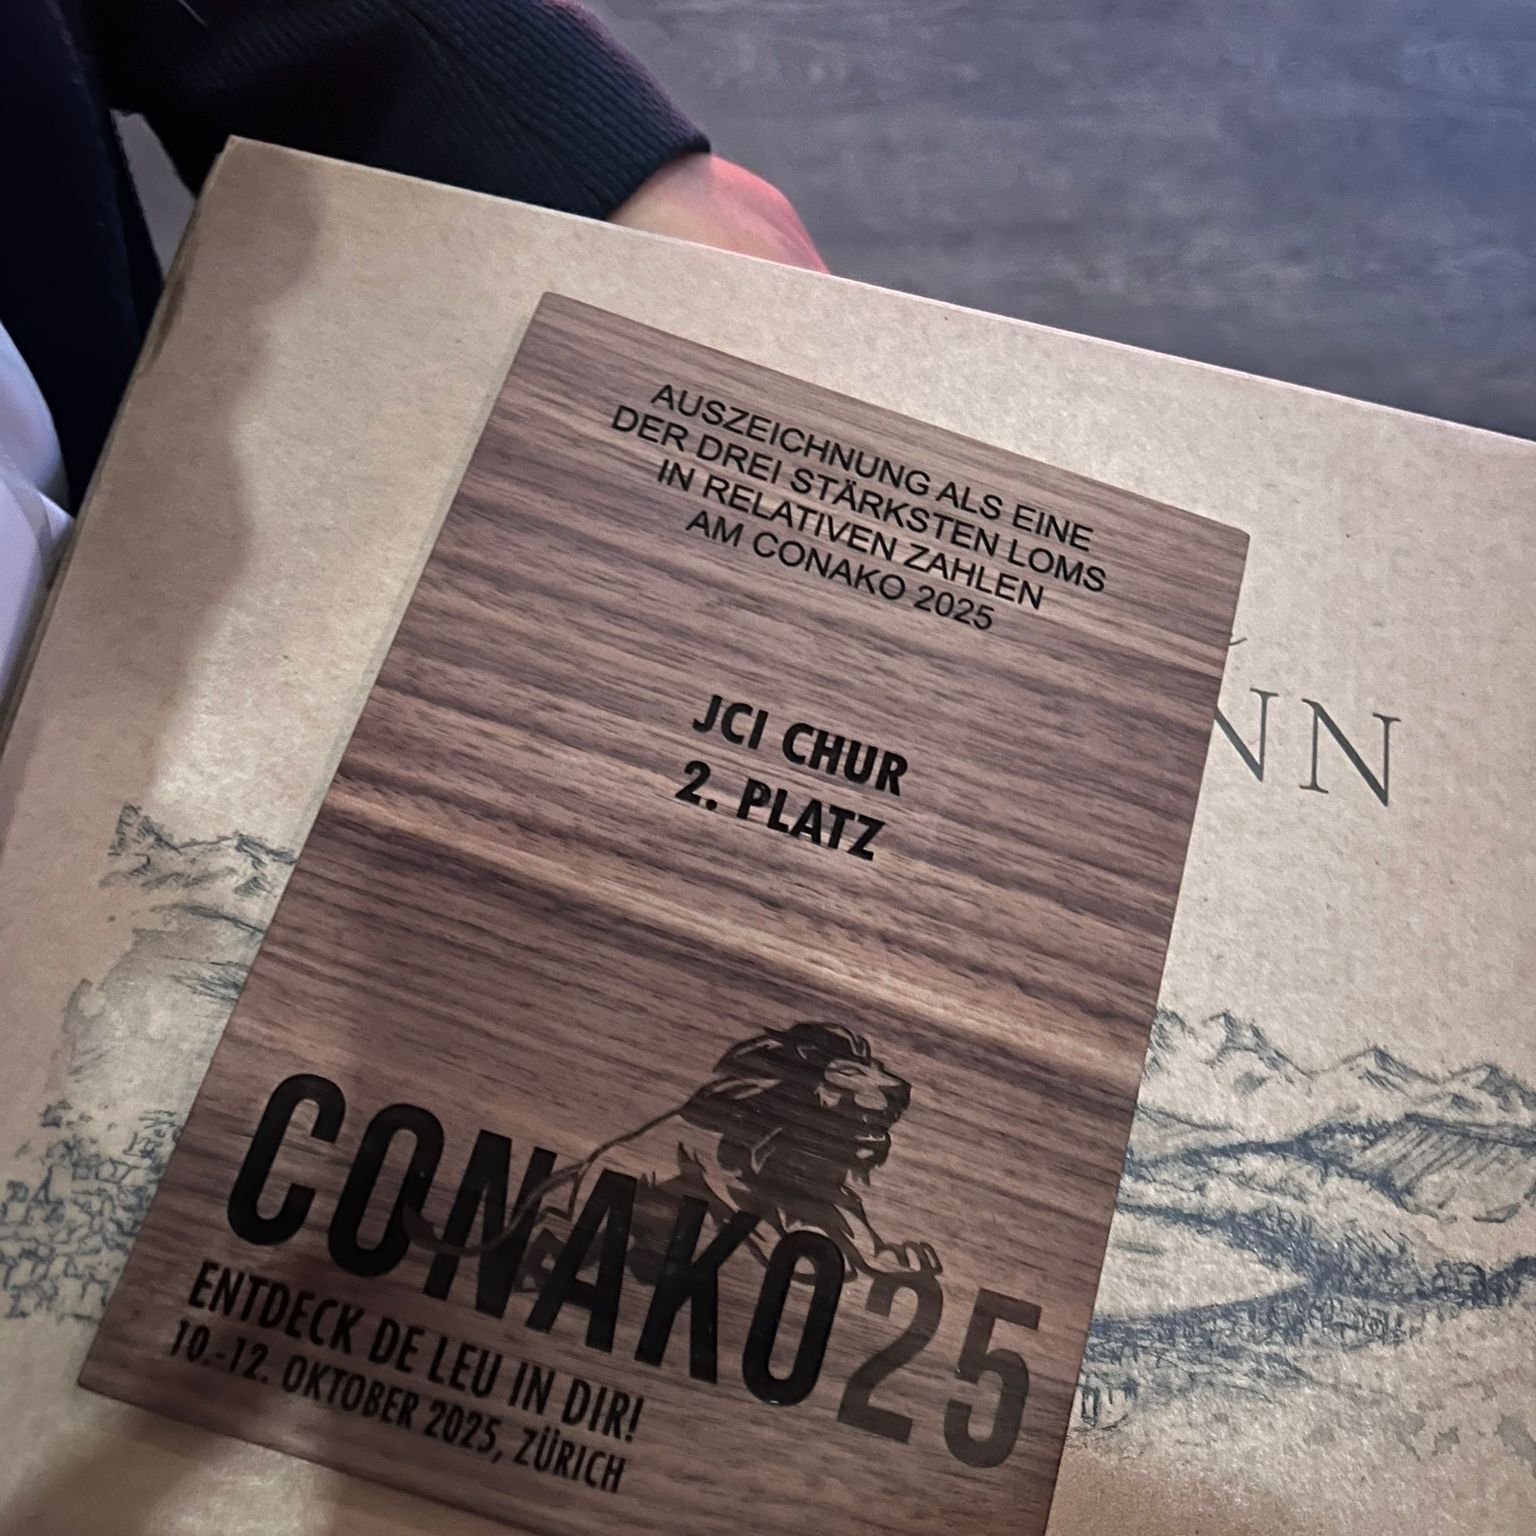 AUSZEICHNUNG ALS EINE
DER DREI STÄRKSTEN LOMS
IN RELATIVEN ZAHLEN
AM CONAKO 2025
JCI CHUR
2. PLATZ
CONAKO25
ENTDECK DE LEU IN DIR!
10.-12. OKTOBER 2025, ZÜRICH